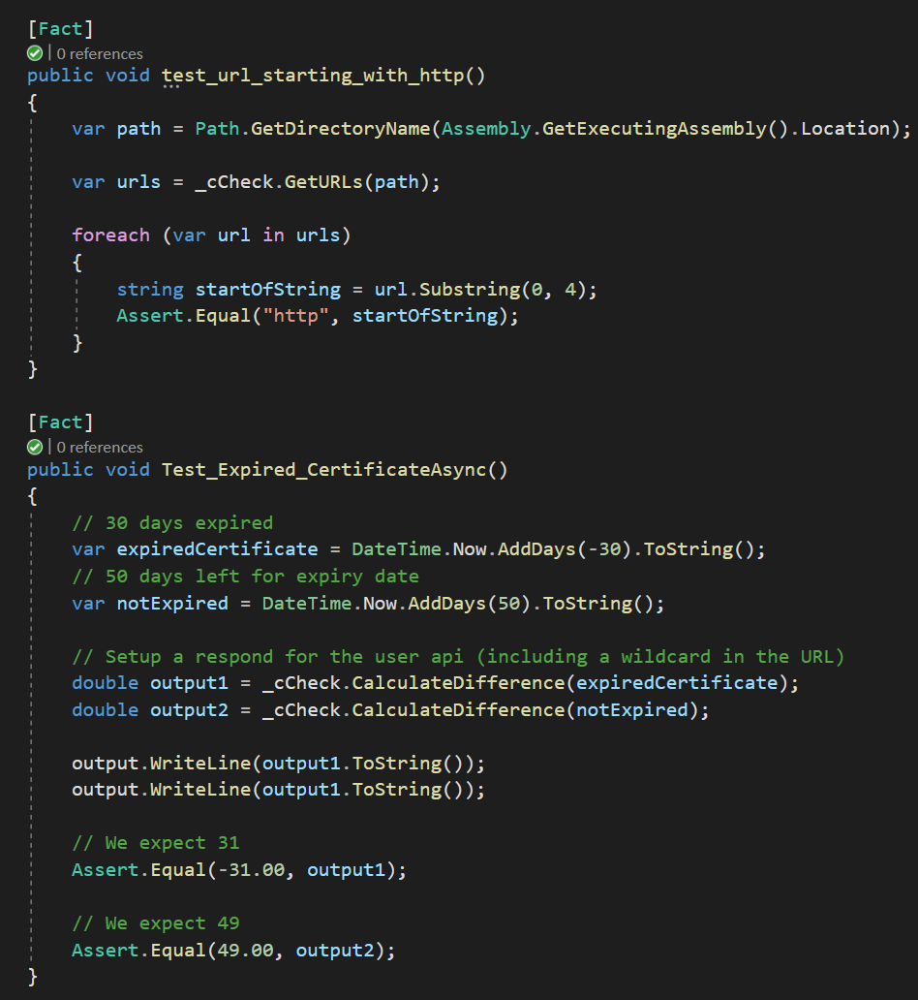 [Fact]
| 0 references
public void test_url_starting_with_http()
{
var path = Path.GetDirectoryName(Assembly.GetExecutingAssembly().Location);
var urls = _cCheck.GetURLs(path);
foreach (var url in urls)
{
string startOfString = url.Substring(0, 4);
Assert.Equal("http", startOfString);
}
}
[Fact]
| 0 references
public void Test_Expired_CertificateAsync()
{
// 30 days expired
var expiredCertificate = DateTime.Now.AddDays(-30).ToString();
// 50 days left for expiry date
var notExpired = DateTime.Now.AddDays(50).ToString();
// Setup a respond for the user api (including a wildcard in the URL)
double output1 = _cCheck.CalculateDifference(expiredCertificate);
double output2 = _cCheck.CalculateDifference(notExpired);
output.WriteLine(output1.ToString());
output.WriteLine(output1.ToString());
// We expect 31
Assert.Equal(-31.00, output1);
// We expect 49
Assert.Equal(49.00, output2);
}